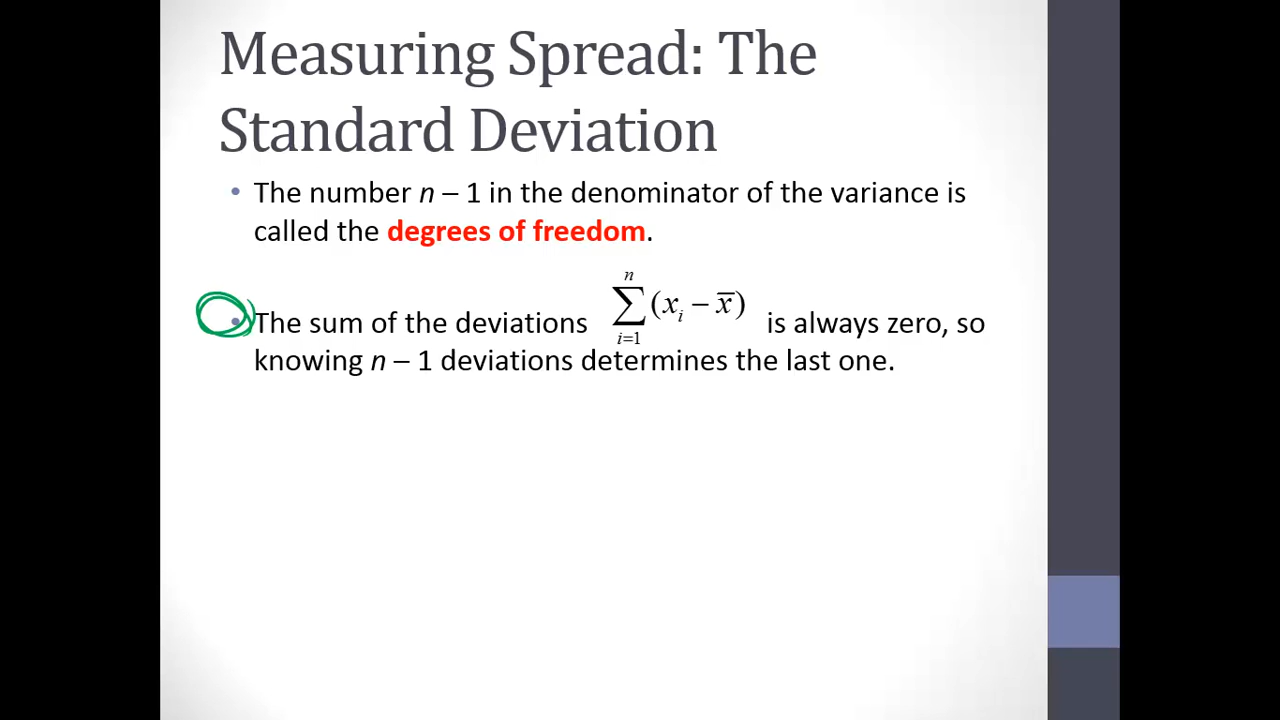 Measuring Spread: The
Standard Deviation
• The number n – 1 in the denominator of the variance is
called the degrees of freedom.
• The sum of the deviations \sum_{i=1}^{n} (x_i − \bar{x}) is always zero, so
knowing n – 1 deviations determines the last one.